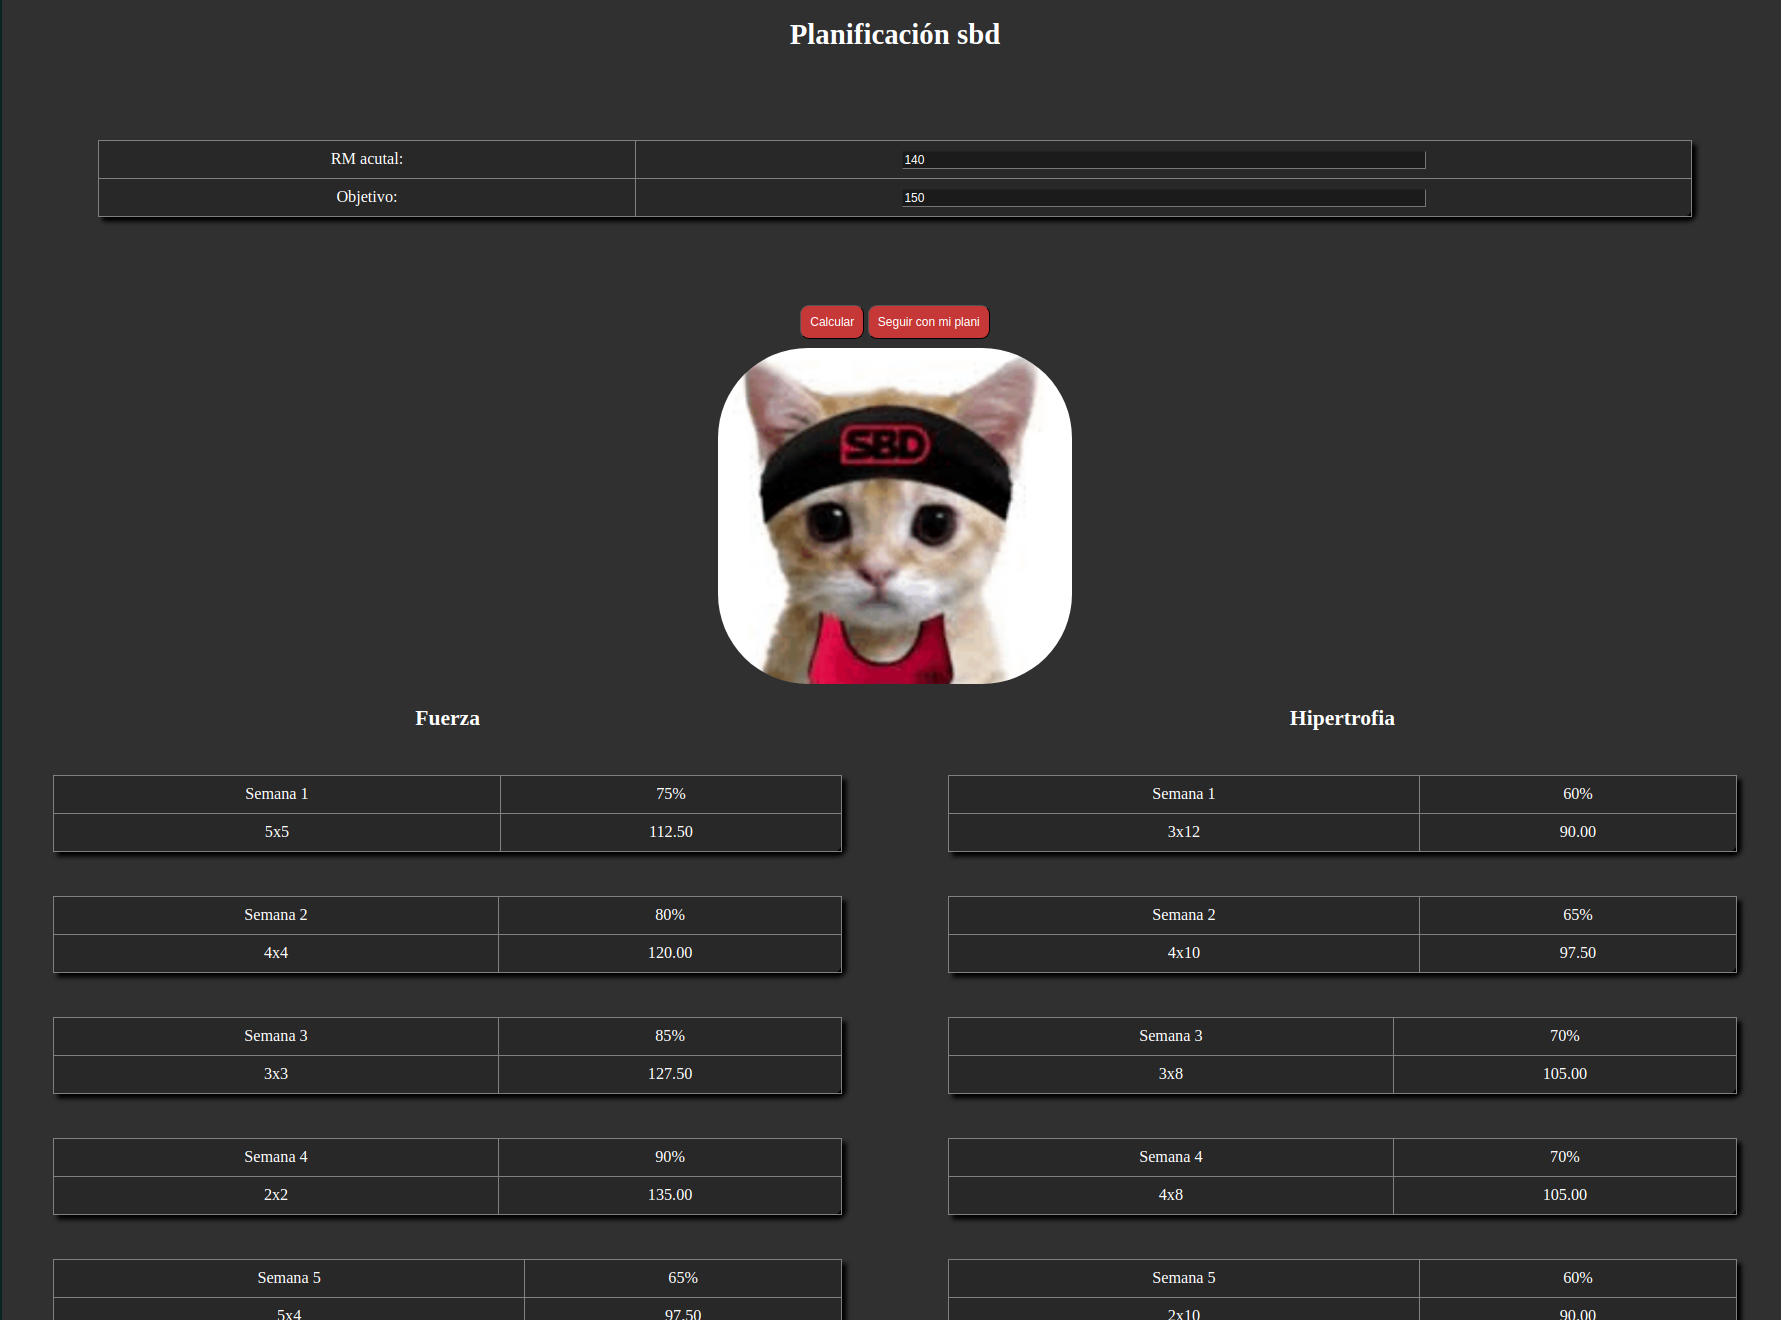 Planificación sbd
RM acutal: 140
Objetivo: 150
Calcular Seguir con mi plani
SBD
Fuerza
Semana 1 75%
5x5 112.50
Semana 2 80%
4x4 120.00
Semana 3 85%
3x3 127.50
Semana 4 90%
2x2 135.00
Semana 5 65%
5x4 97.50
Hipertrofia
Semana 1 60%
3x12 90.00
Semana 2 65%
4x10 97.50
Semana 3 70%
3x8 105.00
Semana 4 70%
4x8 105.00
Semana 5 60%
2x10 90.00